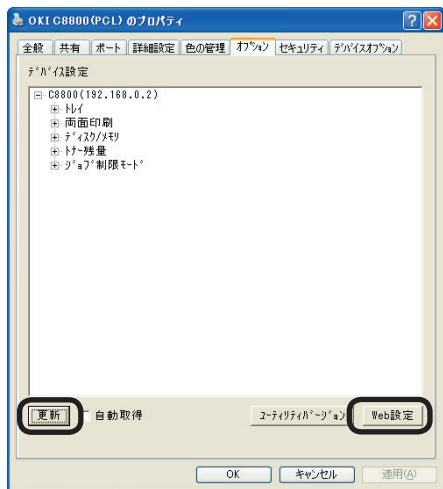 OKI C8800(PCL) のプロパティ
全般 共有 ポート 詳細設定 色の管理 オプション セキュリティ デバイスオプション
デバイス設定
C8800(192.168.0.2)
トレイ
両面印刷
ディスク/メモリ
トナー残量
ジョブ制限モード
更新 自動取得 ユーティリティバージョン Web設定
OK キャンセル 適用(A)